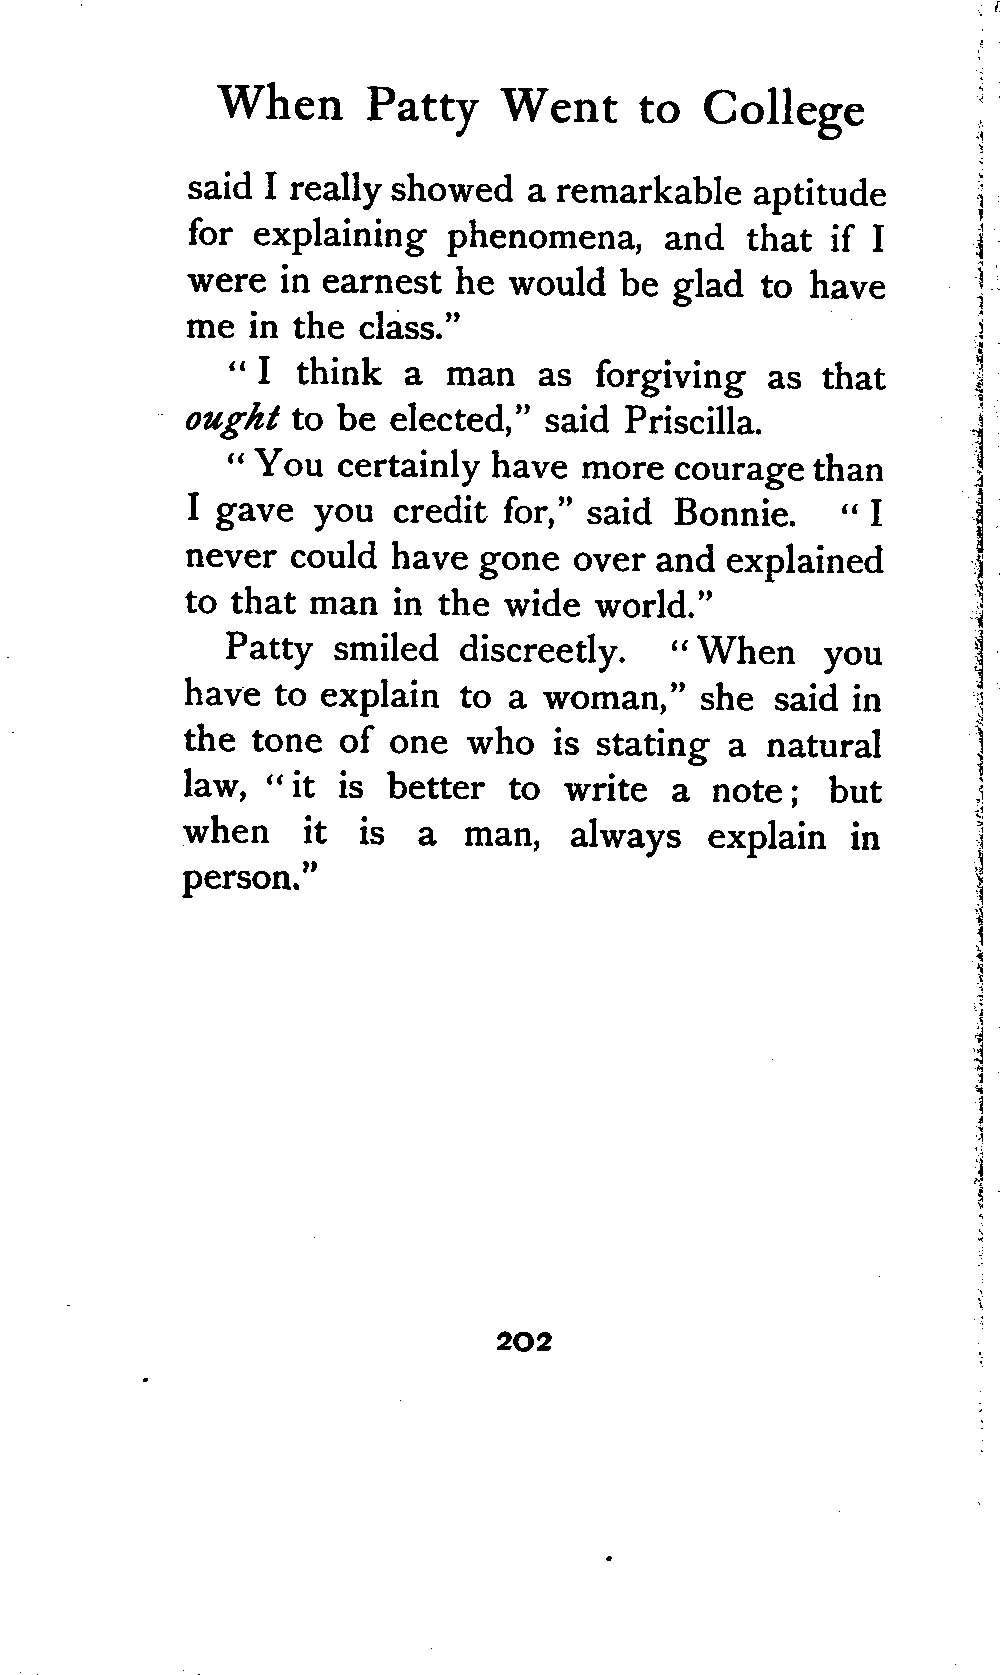 When Patty Went to College
said I really showed a remarkable aptitude
for explaining phenomena, and that if I
were in earnest he would be glad to have
me in the class."
" I think a man as forgiving as that
ought to be elected," said Priscilla.
" You certainly have more courage than
I gave you credit for," said Bonnie. " I
never could have gone over and explained
to that man in the wide world."
Patty smiled discreetly. " When you
have to explain to a woman," she said in
the tone of one who is stating a natural
law, " it is better to write a note; but
when it is a man, always explain in
person."
202